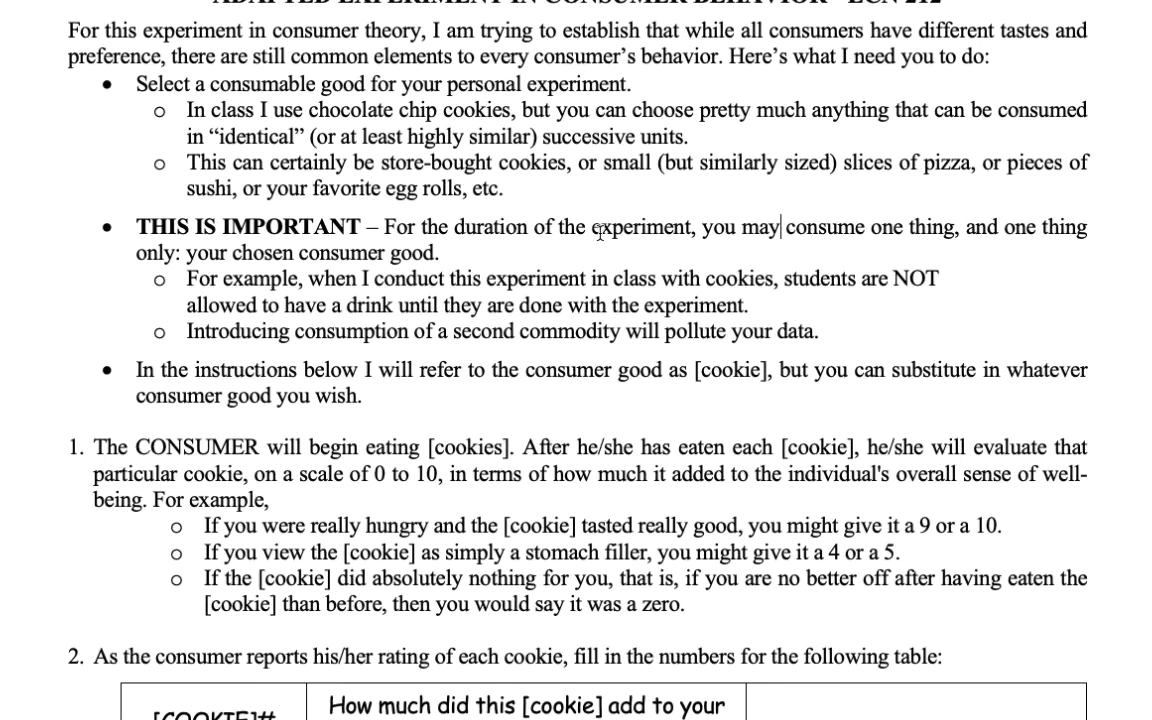 For this experiment in consumer theory, I am trying to establish that while all consumers have different tastes and
preference, there are still common elements to every consumer's behavior. Here's what I need you to do:
• Select a consumable good for your personal experiment.
o In class I use chocolate chip cookies, but you can choose pretty much anything that can be consumed
in “identical” (or at least highly similar) successive units.
o This can certainly be store-bought cookies, or small (but similarly sized) slices of pizza, or pieces of
sushi, or your favorite egg rolls, etc.
• THIS IS IMPORTANT – For the duration of the experiment, you may consume one thing, and one thing
only: your chosen consumer good.
o For example, when I conduct this experiment in class with cookies, students are NOT
allowed to have a drink until they are done with the experiment.
o Introducing consumption of a second commodity will pollute your data.
• In the instructions below I will refer to the consumer good as [cookie], but you can substitute in whatever
consumer good you wish.
1. The CONSUMER will begin eating [cookies]. After he/she has eaten each [cookie], he/she will evaluate that
particular cookie, on a scale of 0 to 10, in terms of how much it added to the individual's overall sense of well-
being. For example,
o If you were really hungry and the [cookie] tasted really good, you might give it a 9 or a 10.
o If you view the [cookie] as simply a stomach filler, you might give it a 4 or a 5.
o If the [cookie] did absolutely nothing for you, that is, if you are no better off after having eaten the
[cookie] than before, then you would say it was a zero.
2. As the consumer reports his/her rating of each cookie, fill in the numbers for the following table:
How much did this [cookie] add to your
[COOKIE]#